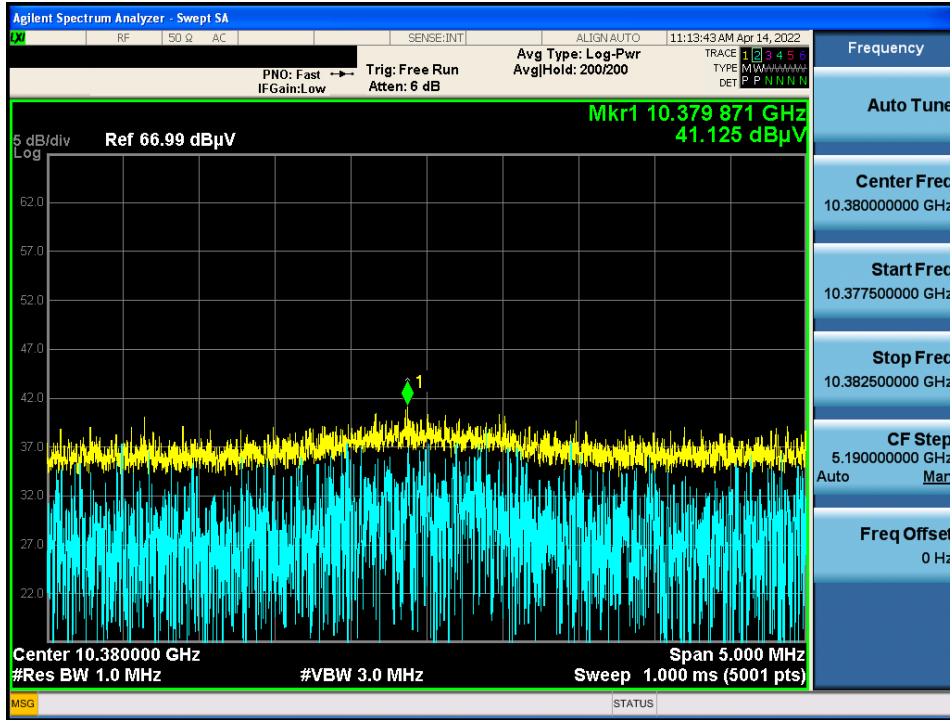 Agilent Spectrum Analyzer - Swept SA
LXI RF 50 Ω AC SENSE:INT ALIGN AUTO 11:13:43 AM Apr 14, 2022
PNO: Fast
IFGain:Low
Trig: Free Run
Atten: 6 dB
Avg Type: Log-Pwr
Avg|Hold: 200/200
TRACE 1 2 3 4 5 6
TYPE M W W W W W
DET P P N N N N
Mkr1 10.379 871 GHz
41.125 dBµV
5 dB/div Ref 66.99 dBµV
Log
62.0
57.0
52.0
47.0
42.0
37.0
32.0
27.0
22.0
1
Center 10.380000 GHz Span 5.000 MHz
#Res BW 1.0 MHz #VBW 3.0 MHz Sweep 1.000 ms (5001 pts)
MSG STATUS
Frequency
Auto Tune
Center Freq
10.380000000 GHz
Start Freq
10.377500000 GHz
Stop Freq
10.382500000 GHz
CF Step
5.190000000 GHz
Auto Man
Freq Offset
0 Hz